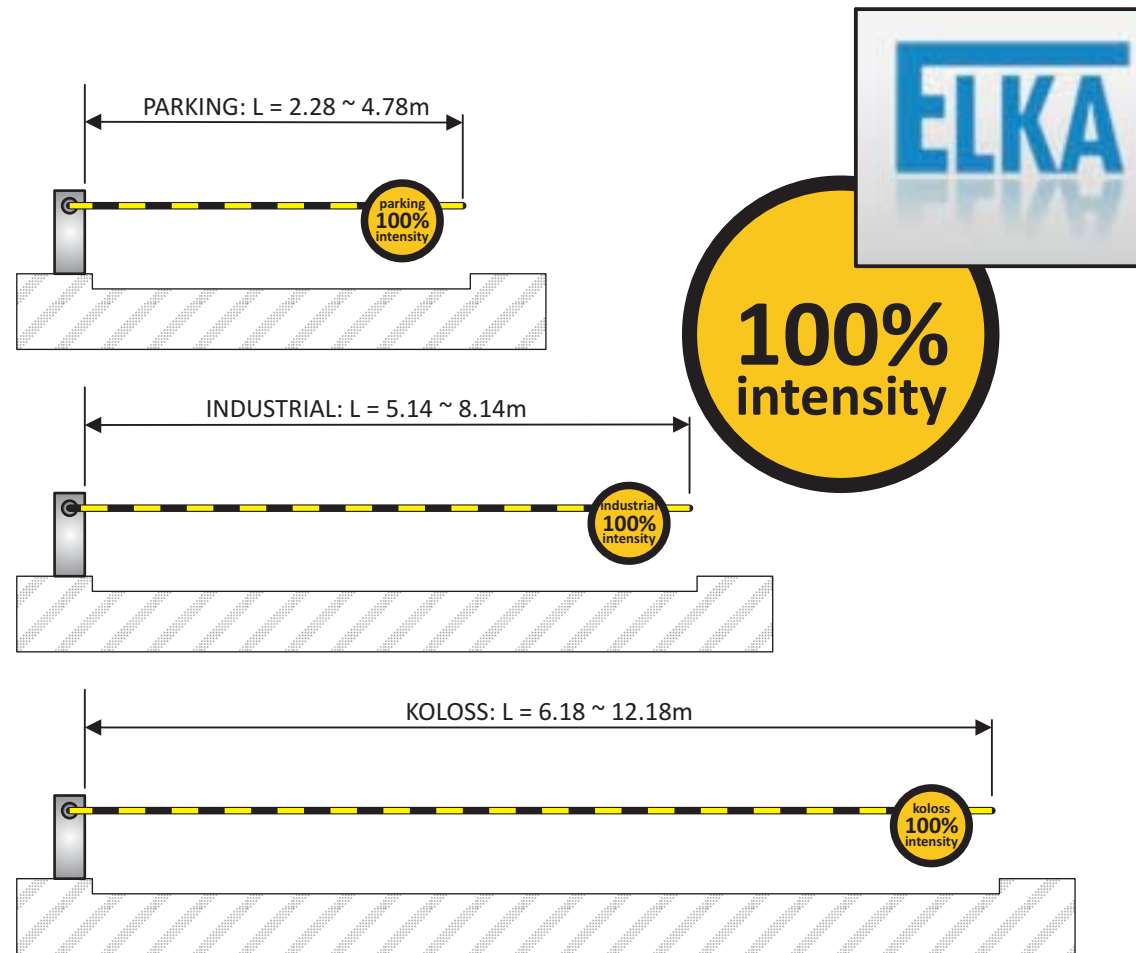 ELKA
PARKING: L = 2.28 ~ 4.78m
parking
100%
intensity
100%
intensity
INDUSTRIAL: L = 5.14 ~ 8.14m
industrial
100%
intensity
KOLOSS: L = 6.18 ~ 12.18m
koloss
100%
intensity